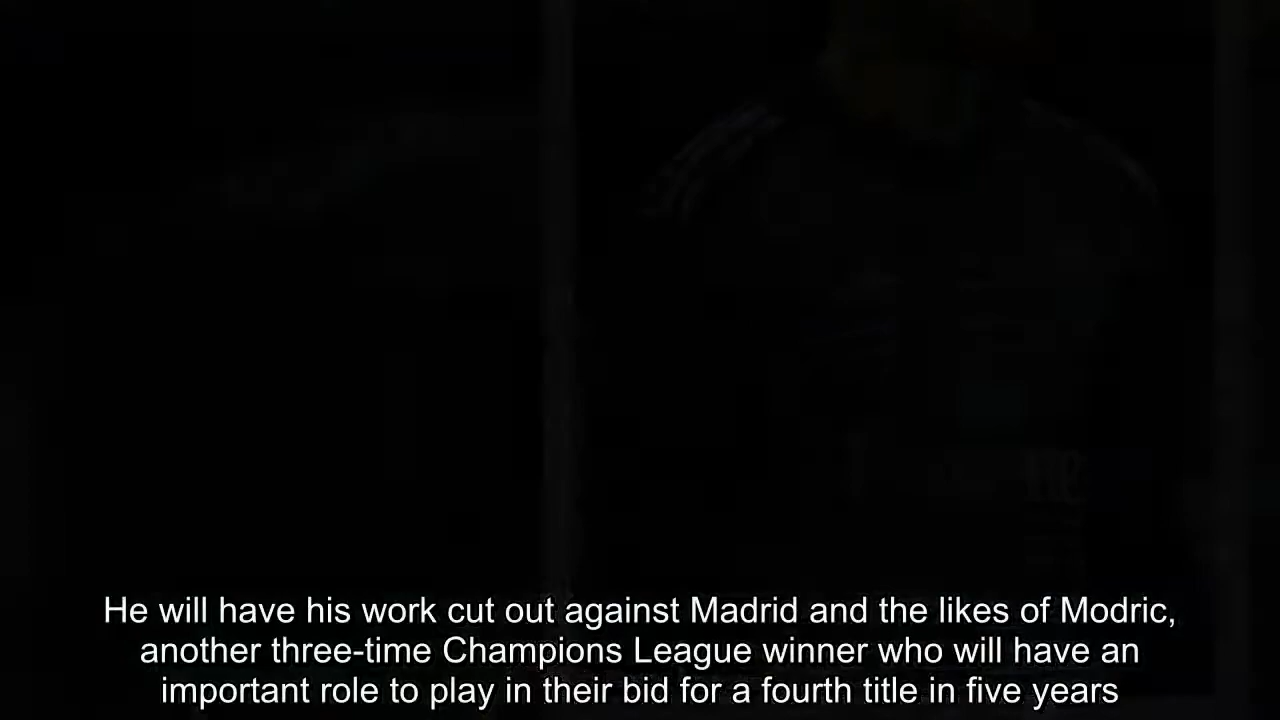 He will have his work cut out against Madrid and the likes of Modric,
another three-time Champions League winner who will have an
important role to play in their bid for a fourth title in five years